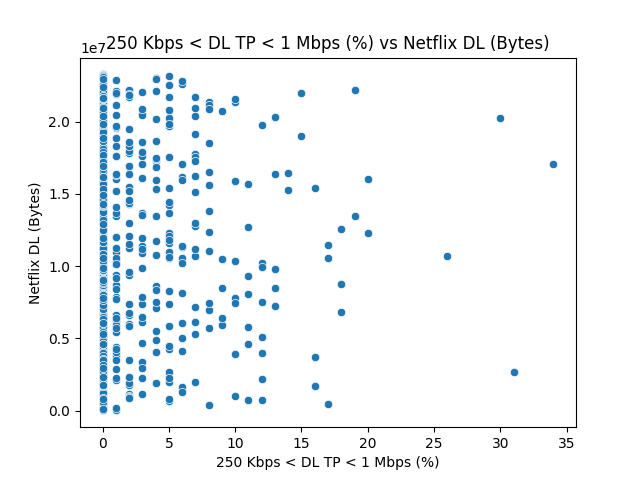 1e7
250 Kbps < DL TP < 1 Mbps (%) vs Netflix DL (Bytes)
2.0
1.5
1.0
0.5
0.0
Netflix DL (Bytes)
0 5 10 15 20 25 30 35
250 Kbps < DL TP < 1 Mbps (%)